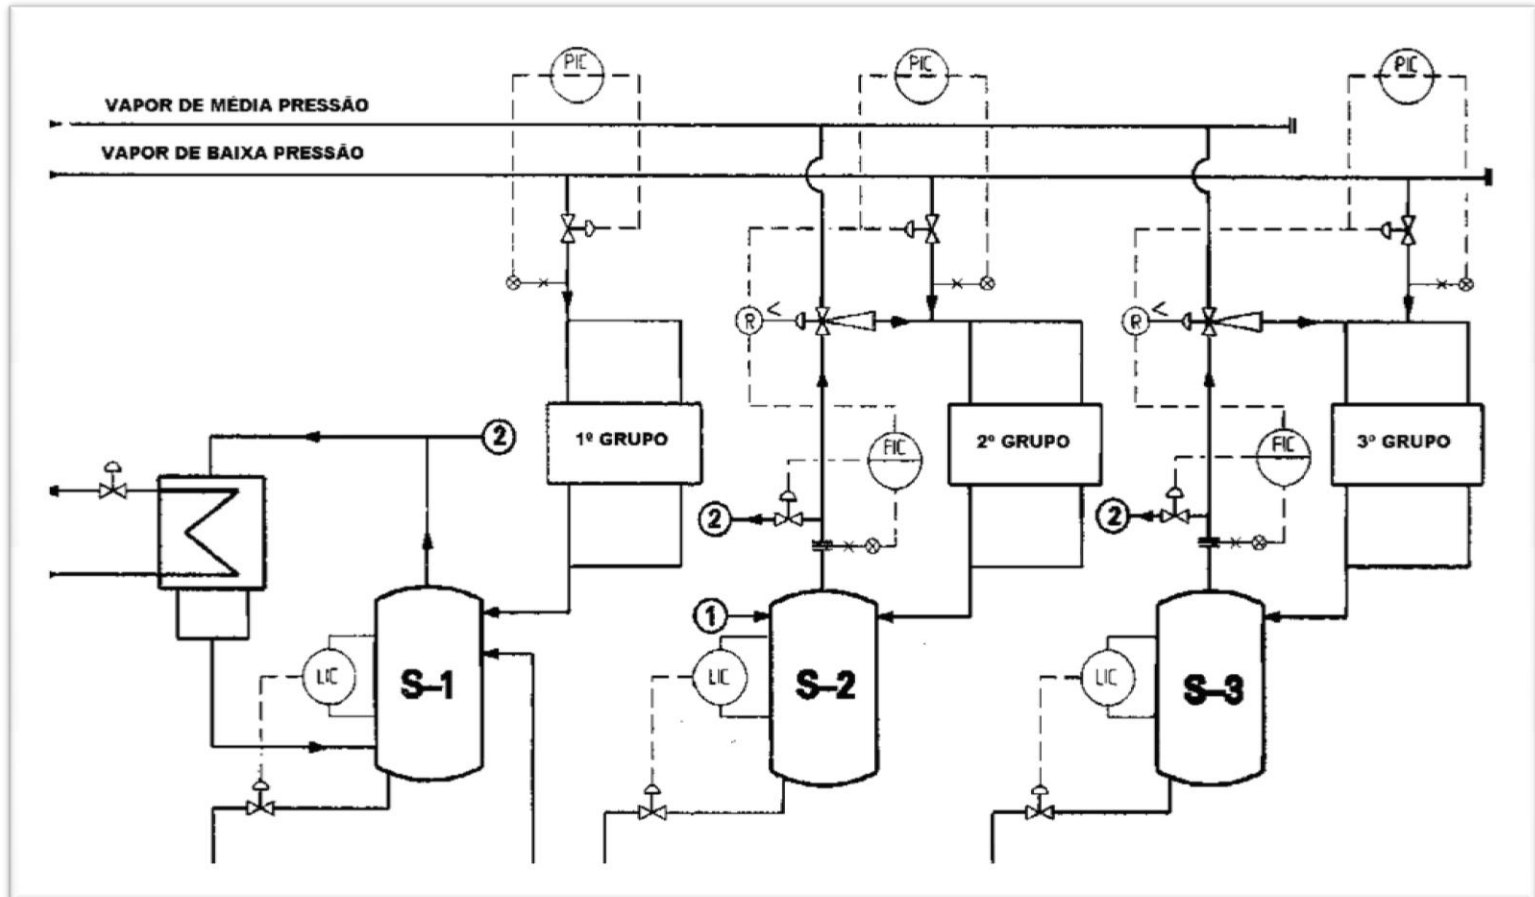 PIC
PIC
PIC
VAPOR DE MÉDIA PRESSÃO
VAPOR DE BAIXA PRESSÃO
R <
R <
2
1º GRUPO
FIC
2º GRUPO
FIC
3º GRUPO
2
2
1
LIC
S-1
LIC
S-2
LIC
S-3